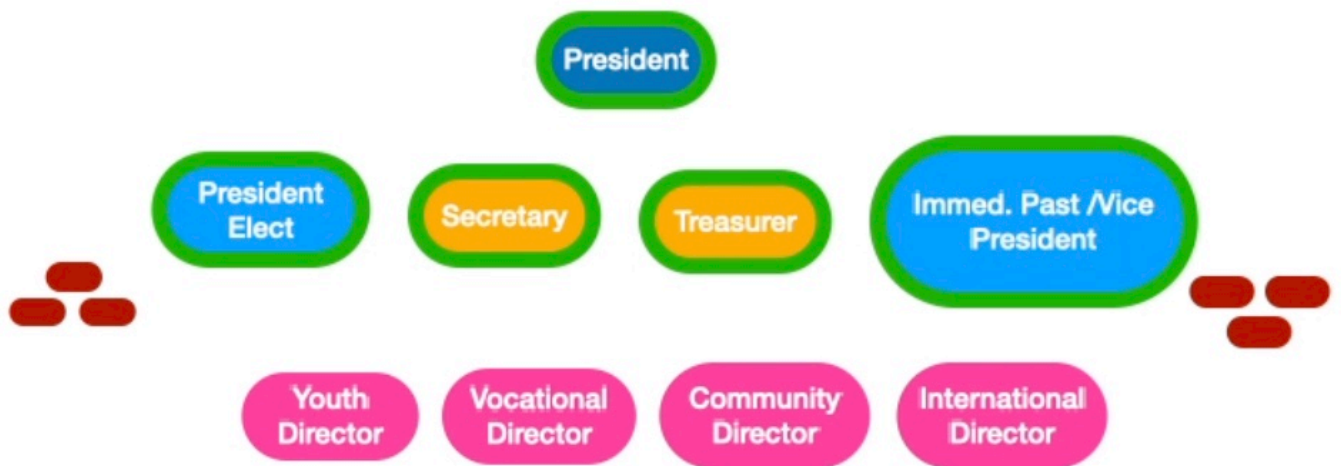 President
President
Elect
Secretary
Treasurer
Immed. Past /Vice
President
Youth
Director
Vocational
Director
Community
Director
International
Director